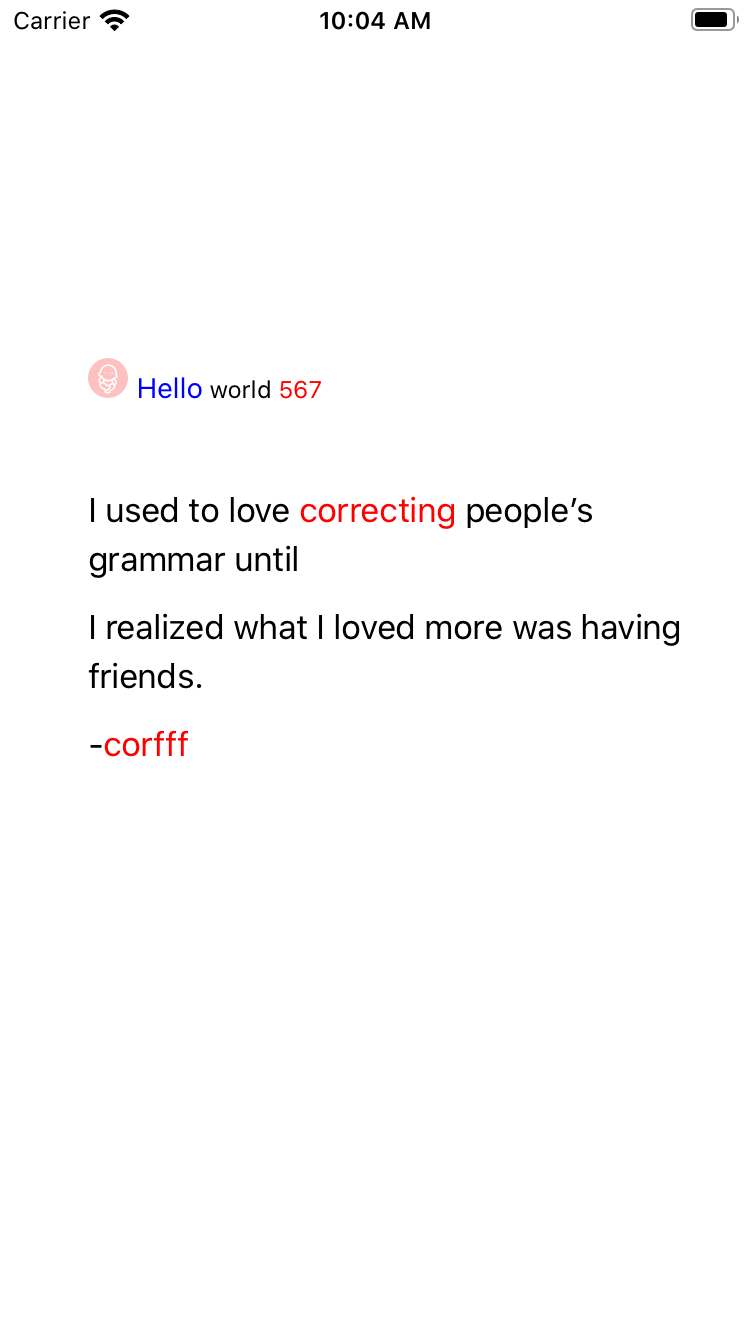 Carrier 10:04 AM
Hello world 567
I used to love correcting people’s
grammar until
I realized what I loved more was having
friends.
-corfff